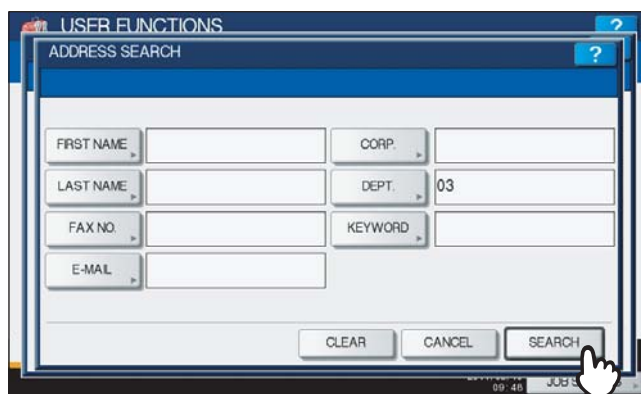 USER FUNCTIONS
?
ADDRESS SEARCH
?
FIRST NAME
CORP.
LAST NAME
DEPT. 03
FAX NO.
KEYWORD
E-MAIL
CLEAR CANCEL SEARCH
09:46